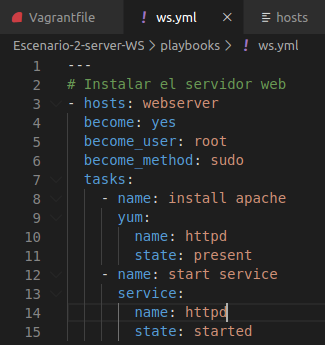 Vagrantfile ! ws.yml hosts
Escenario-2-server-WS > playbooks > ! ws.yml
1 ---
2 # Instalar el servidor web
3 - hosts: webserver
4 become: yes
5 become_user: root
6 become_method: sudo
7 tasks:
8 - name: install apache
9 yum:
10 name: httpd
11 state: present
12 - name: start service
13 service:
14 name: httpd
15 state: started